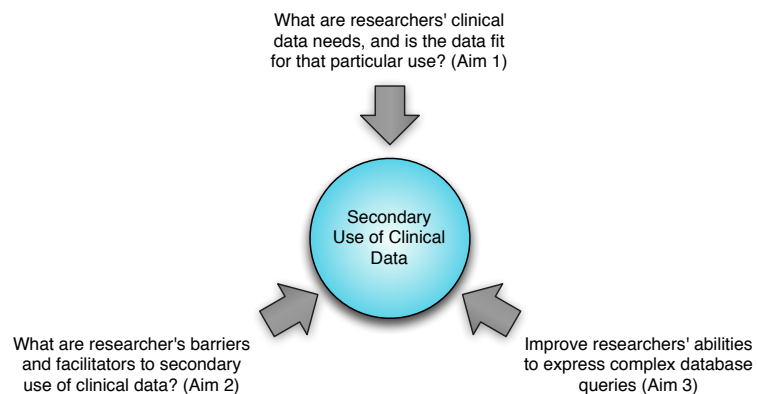 What are researchers' clinical
data needs, and is the data fit
for that particular use? (Aim 1)
Secondary
Use of Clinical
Data
What are researcher's barriers
and facilitators to secondary
use of clinical data? (Aim 2)
Improve researchers' abilities
to express complex database
queries (Aim 3)